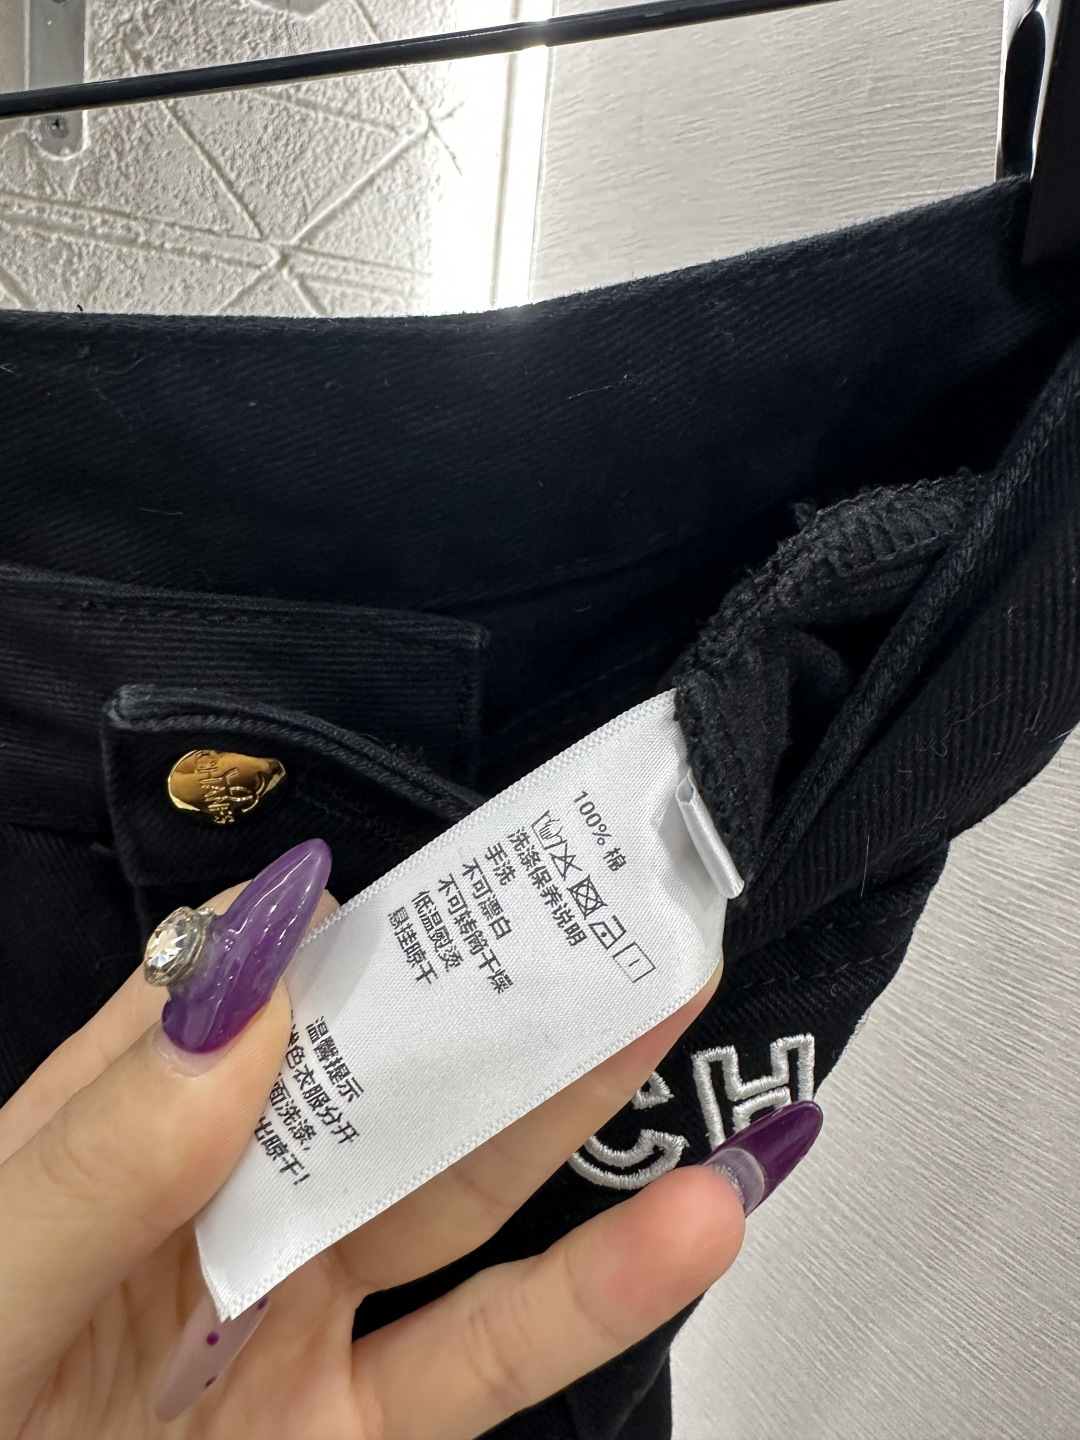 100% 棉
洗涤保养说明
手洗
不可漂白
不可转筒干燥
低温熨烫
悬挂晾干
温馨提示
浅色衣服分开
面洗涤,
出晾干!
CH